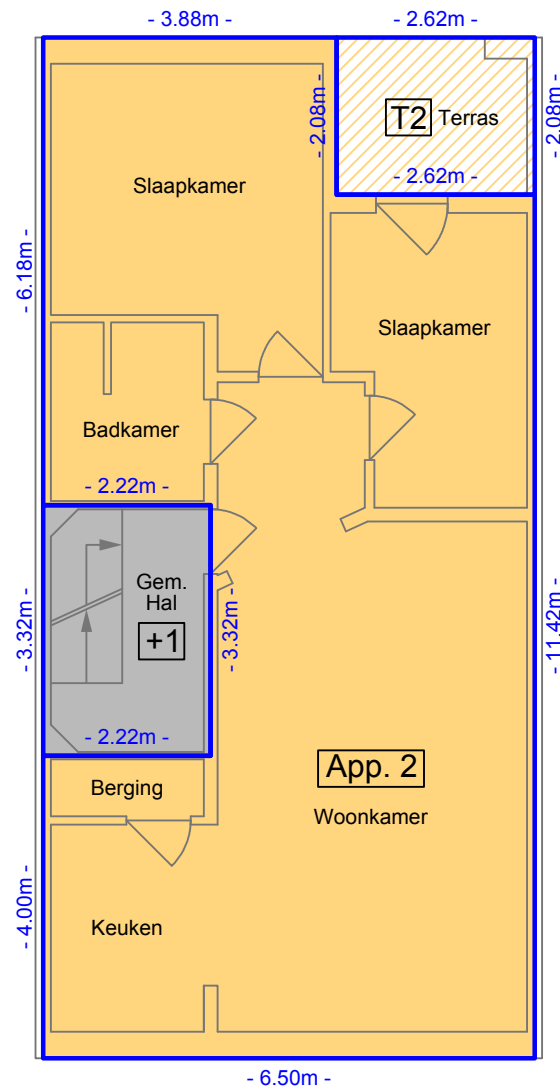 - 3.88m -
- 2.62m -
- 2.08m -
T2 Terras
- 2.08m -
- 2.62m -
Slaapkamer
- 6.18m -
Slaapkamer
Badkamer
- 2.22m -
Gem.
Hal
+1
- 3.32m -
- 3.32m -
- 11.42m -
- 2.22m -
Berging
App. 2
Woonkamer
Keuken
- 4.00m -
- 6.50m -